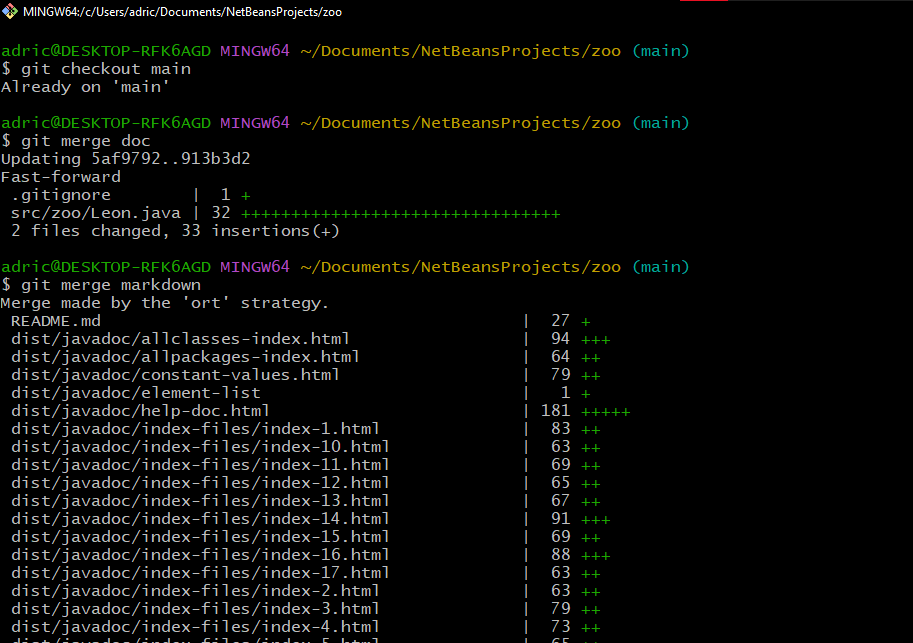 MINGW64:/c/Users/adric/Documents/NetBeansProjects/zoo
adric@DESKTOP-RFK6AGD MINGW64 ~/Documents/NetBeansProjects/zoo (main)
$ git checkout main
Already on 'main'
adric@DESKTOP-RFK6AGD MINGW64 ~/Documents/NetBeansProjects/zoo (main)
$ git merge doc
Updating 5af9792..913b3d2
Fast-forward
.gitignore | 1 +
src/zoo/Leon.java | 32 ++++++++++++++++++++++++++++++++
2 files changed, 33 insertions(+)
adric@DESKTOP-RFK6AGD MINGW64 ~/Documents/NetBeansProjects/zoo (main)
$ git merge markdown
Merge made by the 'ort' strategy.
README.md | 27 +
dist/javadoc/allclasses-index.html | 94 +++
dist/javadoc/allpackages-index.html | 64 ++
dist/javadoc/constant-values.html | 79 ++
dist/javadoc/element-list | 1 +
dist/javadoc/help-doc.html | 181 +++++
dist/javadoc/index-files/index-1.html | 83 ++
dist/javadoc/index-files/index-10.html | 63 ++
dist/javadoc/index-files/index-11.html | 69 ++
dist/javadoc/index-files/index-12.html | 65 ++
dist/javadoc/index-files/index-13.html | 67 ++
dist/javadoc/index-files/index-14.html | 91 +++
dist/javadoc/index-files/index-15.html | 69 ++
dist/javadoc/index-files/index-16.html | 88 +++
dist/javadoc/index-files/index-17.html | 63 ++
dist/javadoc/index-files/index-2.html | 63 ++
dist/javadoc/index-files/index-3.html | 79 ++
dist/javadoc/index-files/index-4.html | 73 ++